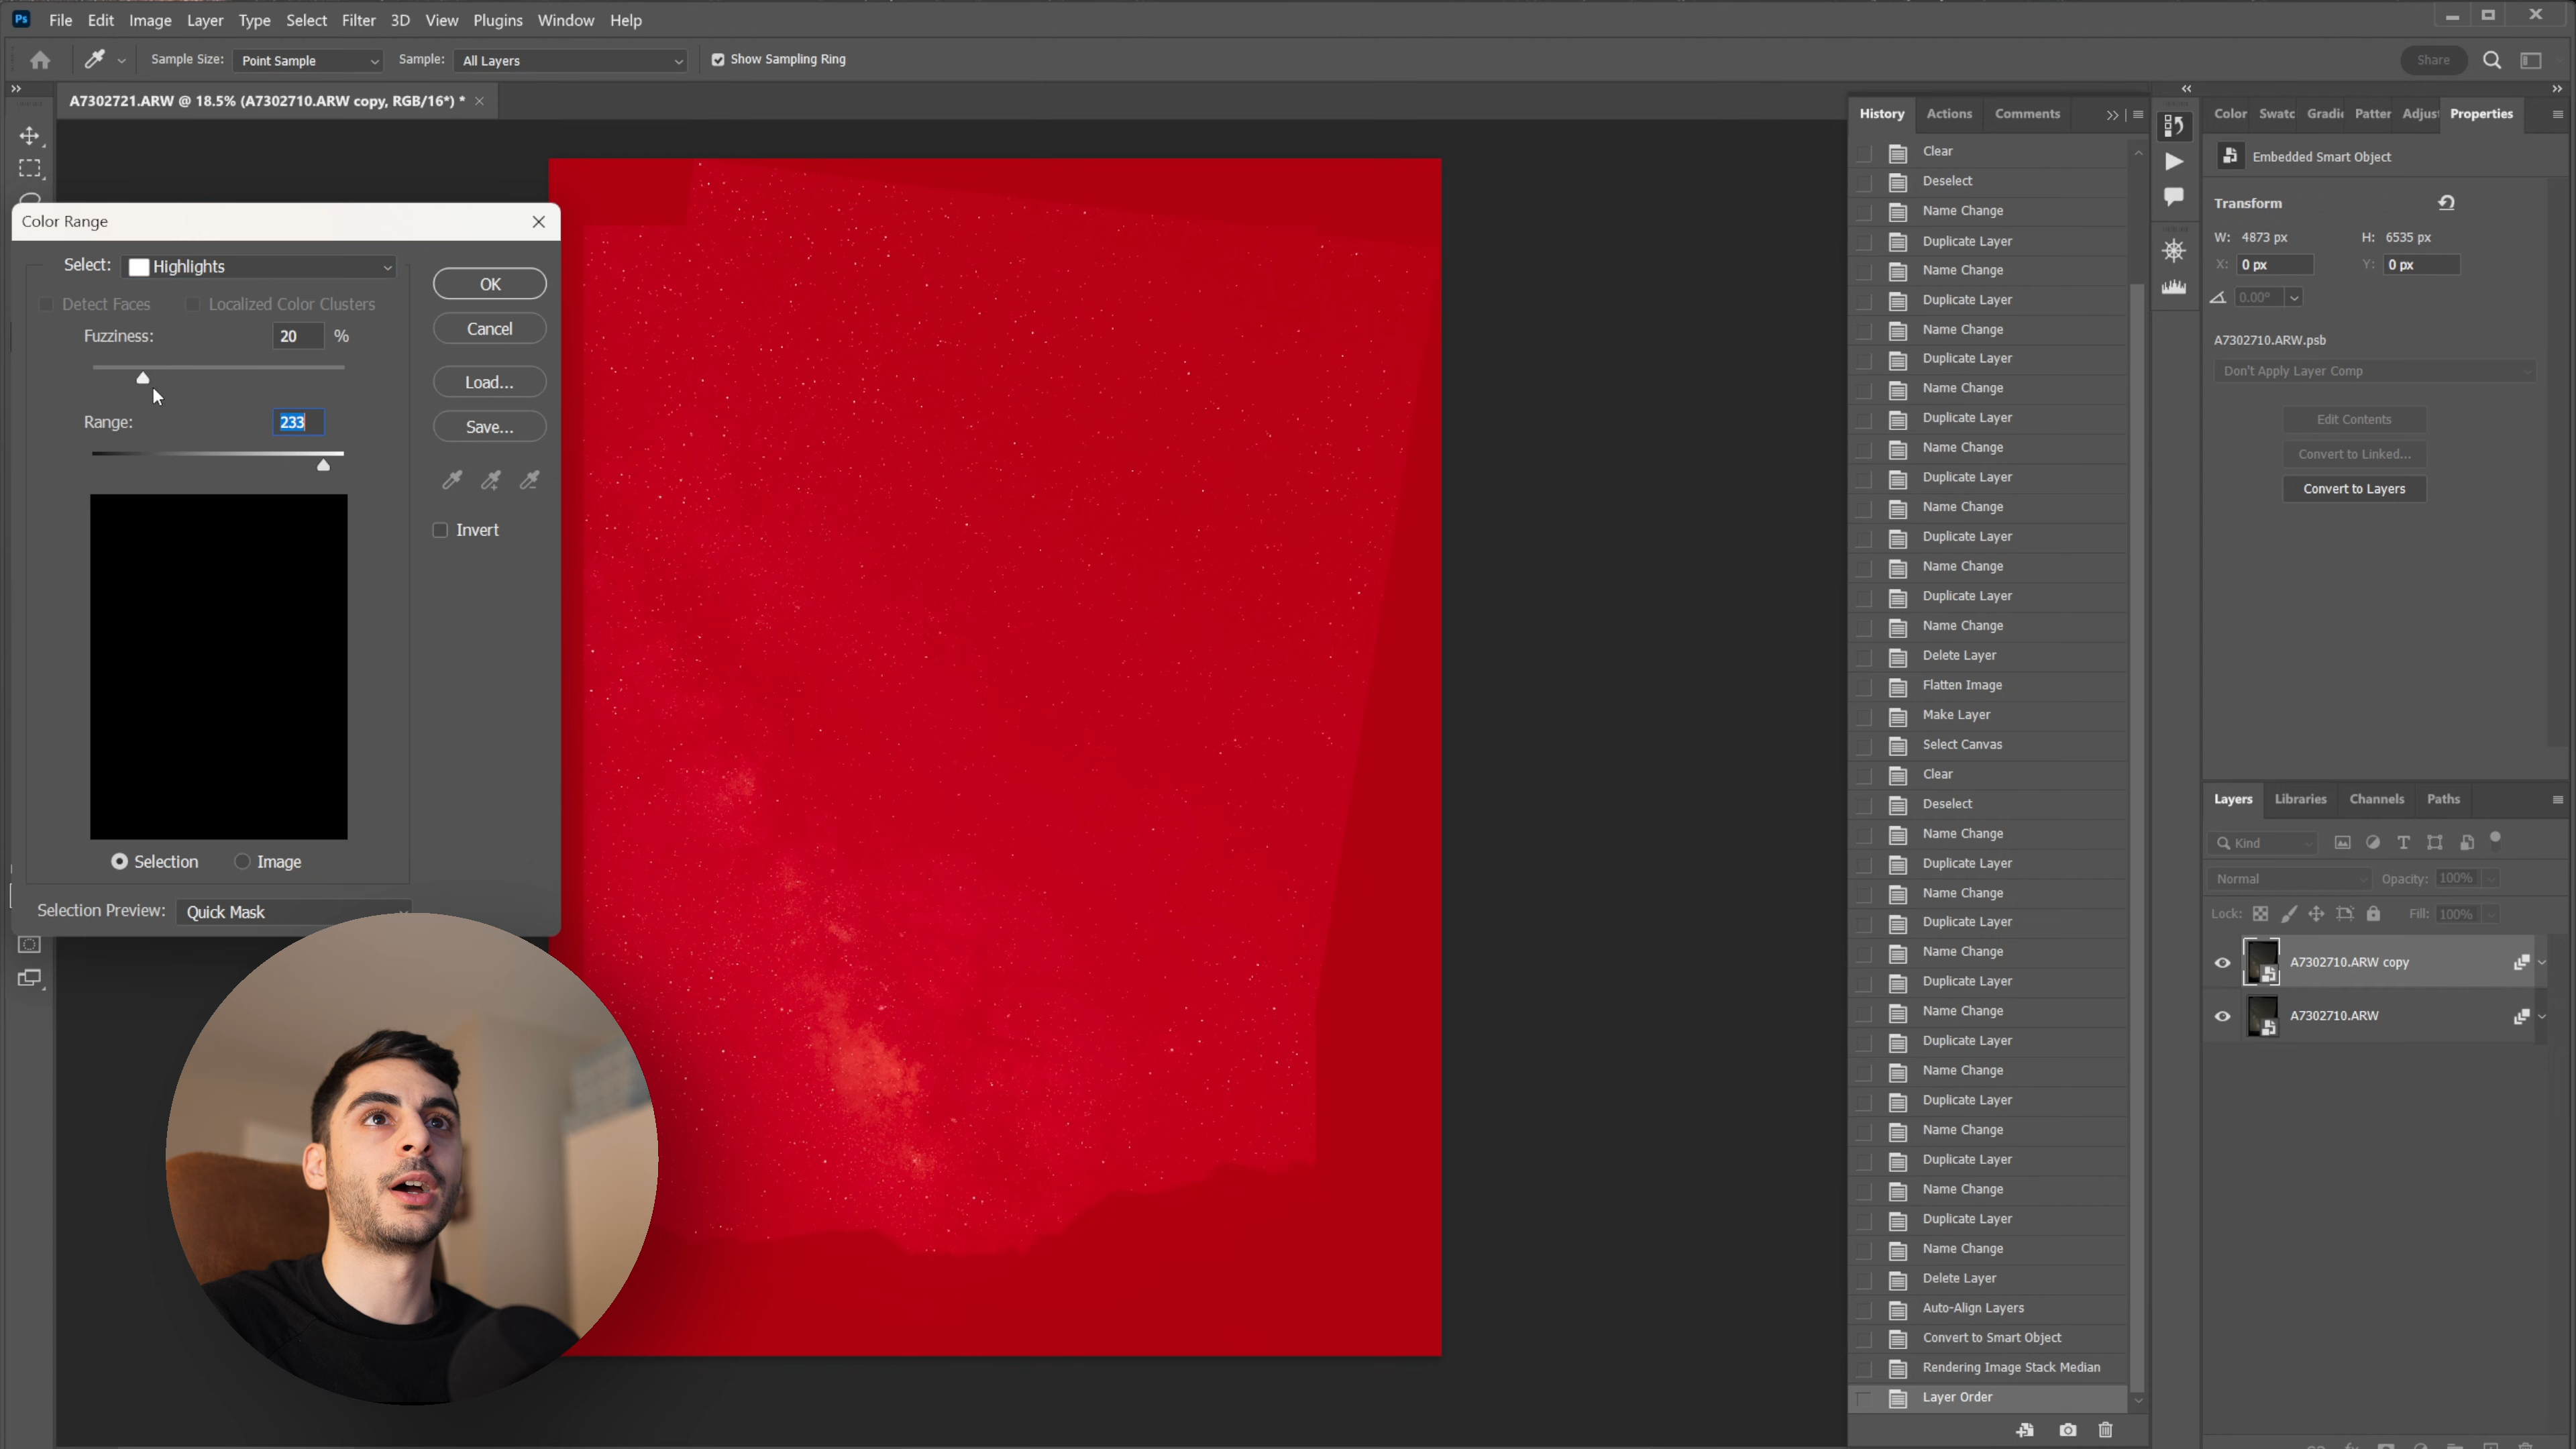 Ps File Edit Image Layer Type Select Filter 3D View Plugins Window Help
Sample Size: Point Sample Sample: All Layers Show Sampling Ring Share
A7302721.ARW @ 18.5% (A7302710.ARW copy, RGB/16*) *
Color Range
Select: Highlights
Detect Faces Localized Color Clusters
Fuzziness: 20 %
Range: 233
Selection Image
Selection Preview: Quick Mask
OK
Cancel
Load...
Save...
Invert
History Actions Comments
Clear
Deselect
Name Change
Duplicate Layer
Name Change
Duplicate Layer
Name Change
Duplicate Layer
Name Change
Duplicate Layer
Name Change
Duplicate Layer
Name Change
Duplicate Layer
Name Change
Duplicate Layer
Name Change
Delete Layer
Flatten Image
Make Layer
Select Canvas
Clear
Deselect
Name Change
Duplicate Layer
Name Change
Duplicate Layer
Name Change
Duplicate Layer
Name Change
Duplicate Layer
Name Change
Duplicate Layer
Name Change
Duplicate Layer
Name Change
Duplicate Layer
Name Change
Delete Layer
Auto-Align Layers
Convert to Smart Object
Rendering Image Stack Median
Layer Order
Color Swatc Gradi Patter Adjus Properties
Embedded Smart Object
Transform
W: 4873 px H: 6535 px
X: 0 px Y: 0 px
0.00°
A7302710.ARW.psb
Don't Apply Layer Comp
Edit Contents
Convert to Linked...
Convert to Layers
Layers Libraries Channels Paths
Kind
Normal Opacity: 100%
Lock: Fill: 100%
A7302710.ARW copy
A7302710.ARW